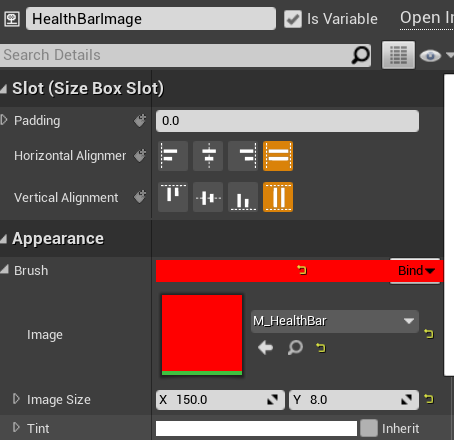 HealthBarImage Is Variable Open In
Search Details
Slot (Size Box Slot)
Padding 0.0
Horizontal Alignmer
Vertical Alignment
Appearance
Brush Bind
Image M_HealthBar
Image Size X 150.0 Y 8.0
Tint Inherit